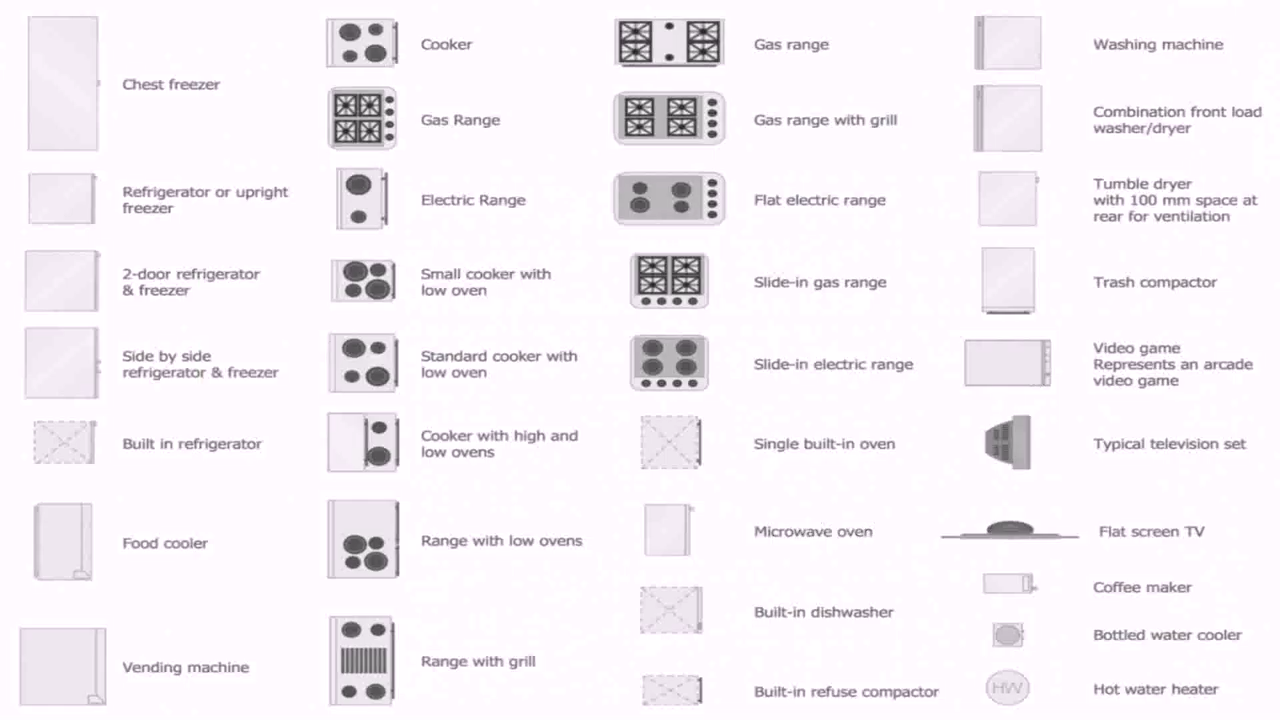 Chest freezer
Refrigerator or upright
freezer
2-door refrigerator
& freezer
Side by side
refrigerator & freezer
Built in refrigerator
Food cooler
Vending machine
Cooker
Gas Range
Electric Range
Small cooker with
low oven
Standard cooker with
low oven
Cooker with high and
low ovens
Range with low ovens
Range with grill
Gas range
Gas range with grill
Flat electric range
Slide-in gas range
Slide-in electric range
Single built-in oven
Microwave oven
Built-in dishwasher
Built-in refuse compactor
Washing machine
Combination front load
washer/dryer
Tumble dryer
with 100 mm space at
rear for ventilation
Trash compactor
Video game
Represents an arcade
video game
Typical television set
Flat screen TV
Coffee maker
Bottled water cooler
HW
Hot water heater